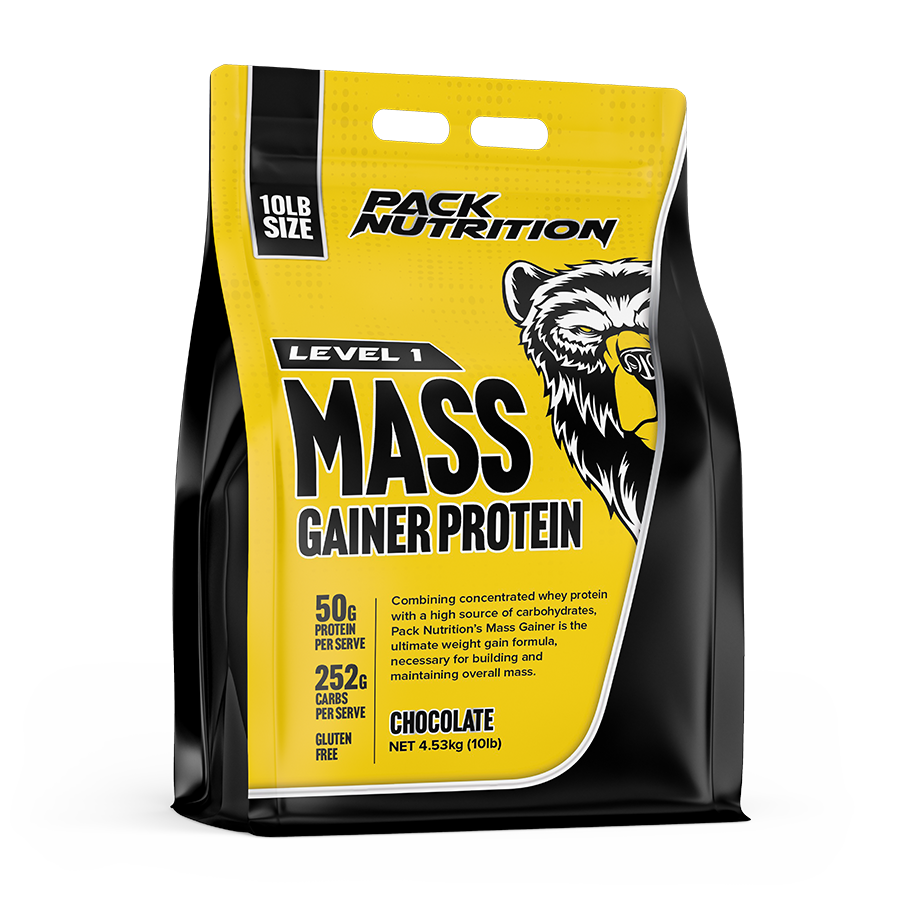 10LB
SIZE
PACK
NUTRITION
LEVEL 1
MASS
GAINER PROTEIN
50G
PROTEIN
PER SERVE
252G
CARBS
PER SERVE
GLUTEN
FREE
Combining concentrated whey protein
with a high source of carbohydrates,
Pack Nutrition's Mass Gainer is the
ultimate weight gain formula,
necessary for building and
maintaining overall mass.
CHOCOLATE
NET 4.53kg (10lb)